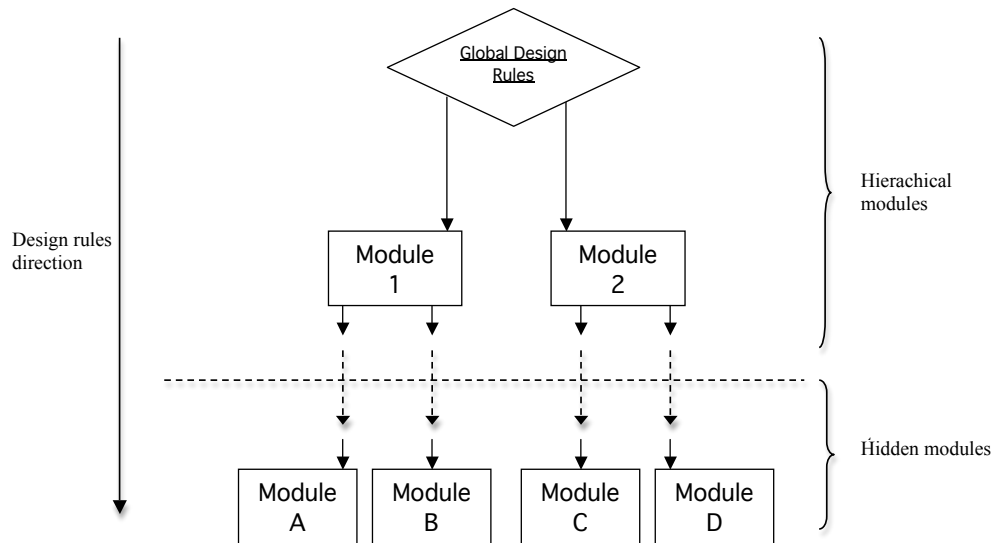 Global Design
Rules
Hierachical
modules
Design rules
direction
Module
1
Module
2
Hidden modules
Module
A
Module
B
Module
C
Module
D